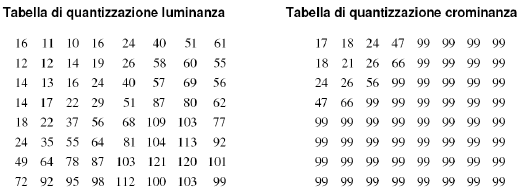 Tabella di quantizzazione luminanza
16 11 10 16 24 40 51 61
12 12 14 19 26 58 60 55
14 13 16 24 40 57 69 56
14 17 22 29 51 87 80 62
18 22 37 56 68 109 103 77
24 35 55 64 81 104 113 92
49 64 78 87 103 121 120 101
72 92 95 98 112 100 103 99
Tabella di quantizzazione crominanza
17 18 24 47 99 99 99 99
18 21 26 66 99 99 99 99
24 26 56 99 99 99 99 99
47 66 99 99 99 99 99 99
99 99 99 99 99 99 99 99
99 99 99 99 99 99 99 99
99 99 99 99 99 99 99 99
99 99 99 99 99 99 99 99